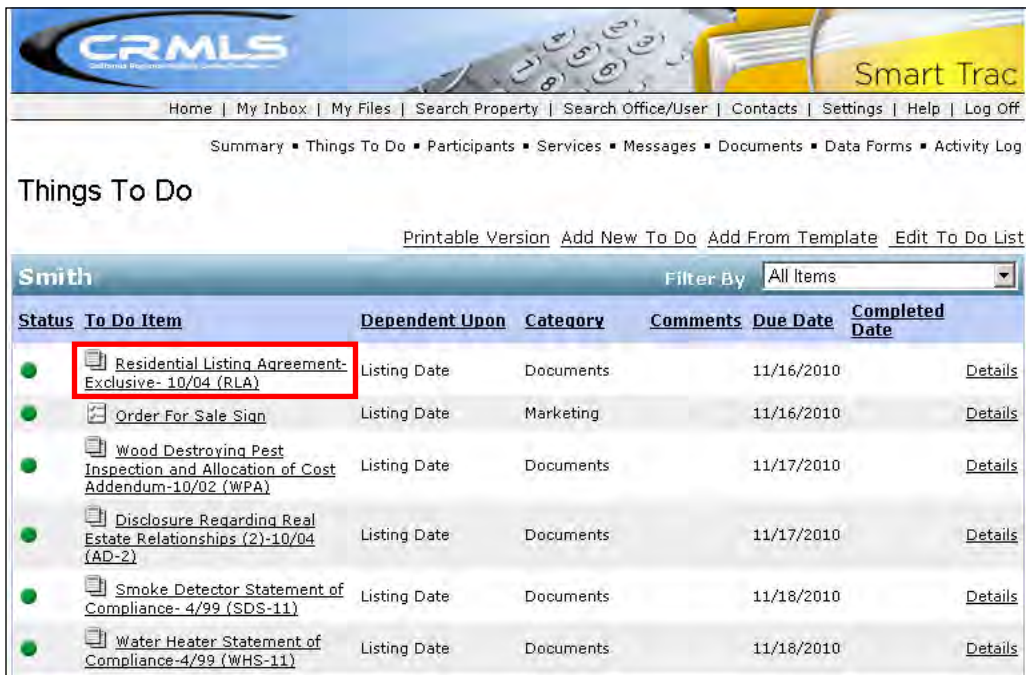 CRMLS
Smart Trac
Home | My Inbox | My Files | Search Property | Search Office/User | Contacts | Settings | Help | Log Off
Summary ▪ Things To Do ▪ Participants ▪ Services ▪ Messages ▪ Documents ▪ Data Forms ▪ Activity Log
Things To Do
Printable Version Add New To Do Add From Template Edit To Do List
Smith Filter By All Items
Status To Do Item Dependent Upon Category Comments Due Date Completed
Date
Residential Listing Agreement-
Exclusive- 10/04 (RLA) Listing Date Documents 11/16/2010 Details
Order For Sale Sign Listing Date Marketing 11/16/2010 Details
Wood Destroying Pest
Inspection and Allocation of Cost Listing Date Documents 11/17/2010 Details
Addendum-10/02 (WPA)
Disclosure Regarding Real
Estate Relationships (2)-10/04 Listing Date Documents 11/17/2010 Details
(AD-2)
Smoke Detector Statement of
Compliance- 4/99 (SDS-11) Listing Date Documents 11/18/2010 Details
Water Heater Statement of
Compliance-4/99 (WHS-11) Listing Date Documents 11/18/2010 Details